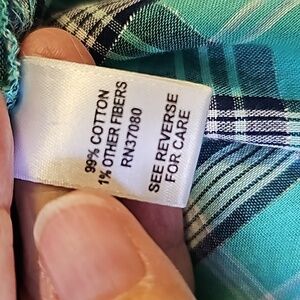 99% COTTON
1% OTHER FIBERS
RN37080
SEE REVERSE
FOR CARE